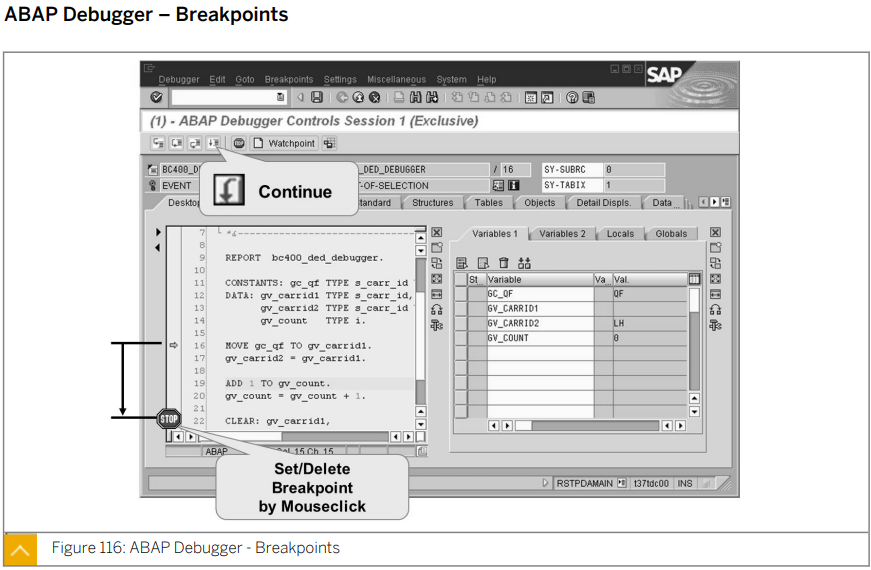 ABAP Debugger – Breakpoints
Debugger Edit Goto Breakpoints Settings Miscellaneous System Help
SAP
(1) - ABAP Debugger Controls Session 1 (Exclusive)
Watchpoint
BC400_D
_DED_DEBUGGER / 16 SY-SUBRC 0
EVENT
-OF-SELECTION SY-TABIX 1
Continue
Deskto
tandard Structures Tables Objects Detail Displs. Data
7 *&
8
9 REPORT bc400_ded_debugger.
10
11 CONSTANTS: gc_qf TYPE s_carr_id
12 DATA: gv_carrid1 TYPE s_carr_id,
13 gv_carrid2 TYPE s_carr_id
14 gv_count TYPE i.
15
16 MOVE gc_qf TO gv_carrid1.
17 gv_carrid2 = gv_carrid1.
18
19 ADD 1 TO gv_count.
20 gv_count = gv_count + 1.
21
22 CLEAR: gv_carrid1,
STOP
ABAP
Col 15 Ch 15
Variables 1 Variables 2 Locals Globals
St Variable Va Val.
GC_QF QF
GV_CARRID1
GV_CARRID2 LH
GV_COUNT 0
Set/Delete
Breakpoint
by Mouseclick
RSTPDAMAIN t37tdc00 INS
Figure 116: ABAP Debugger - Breakpoints